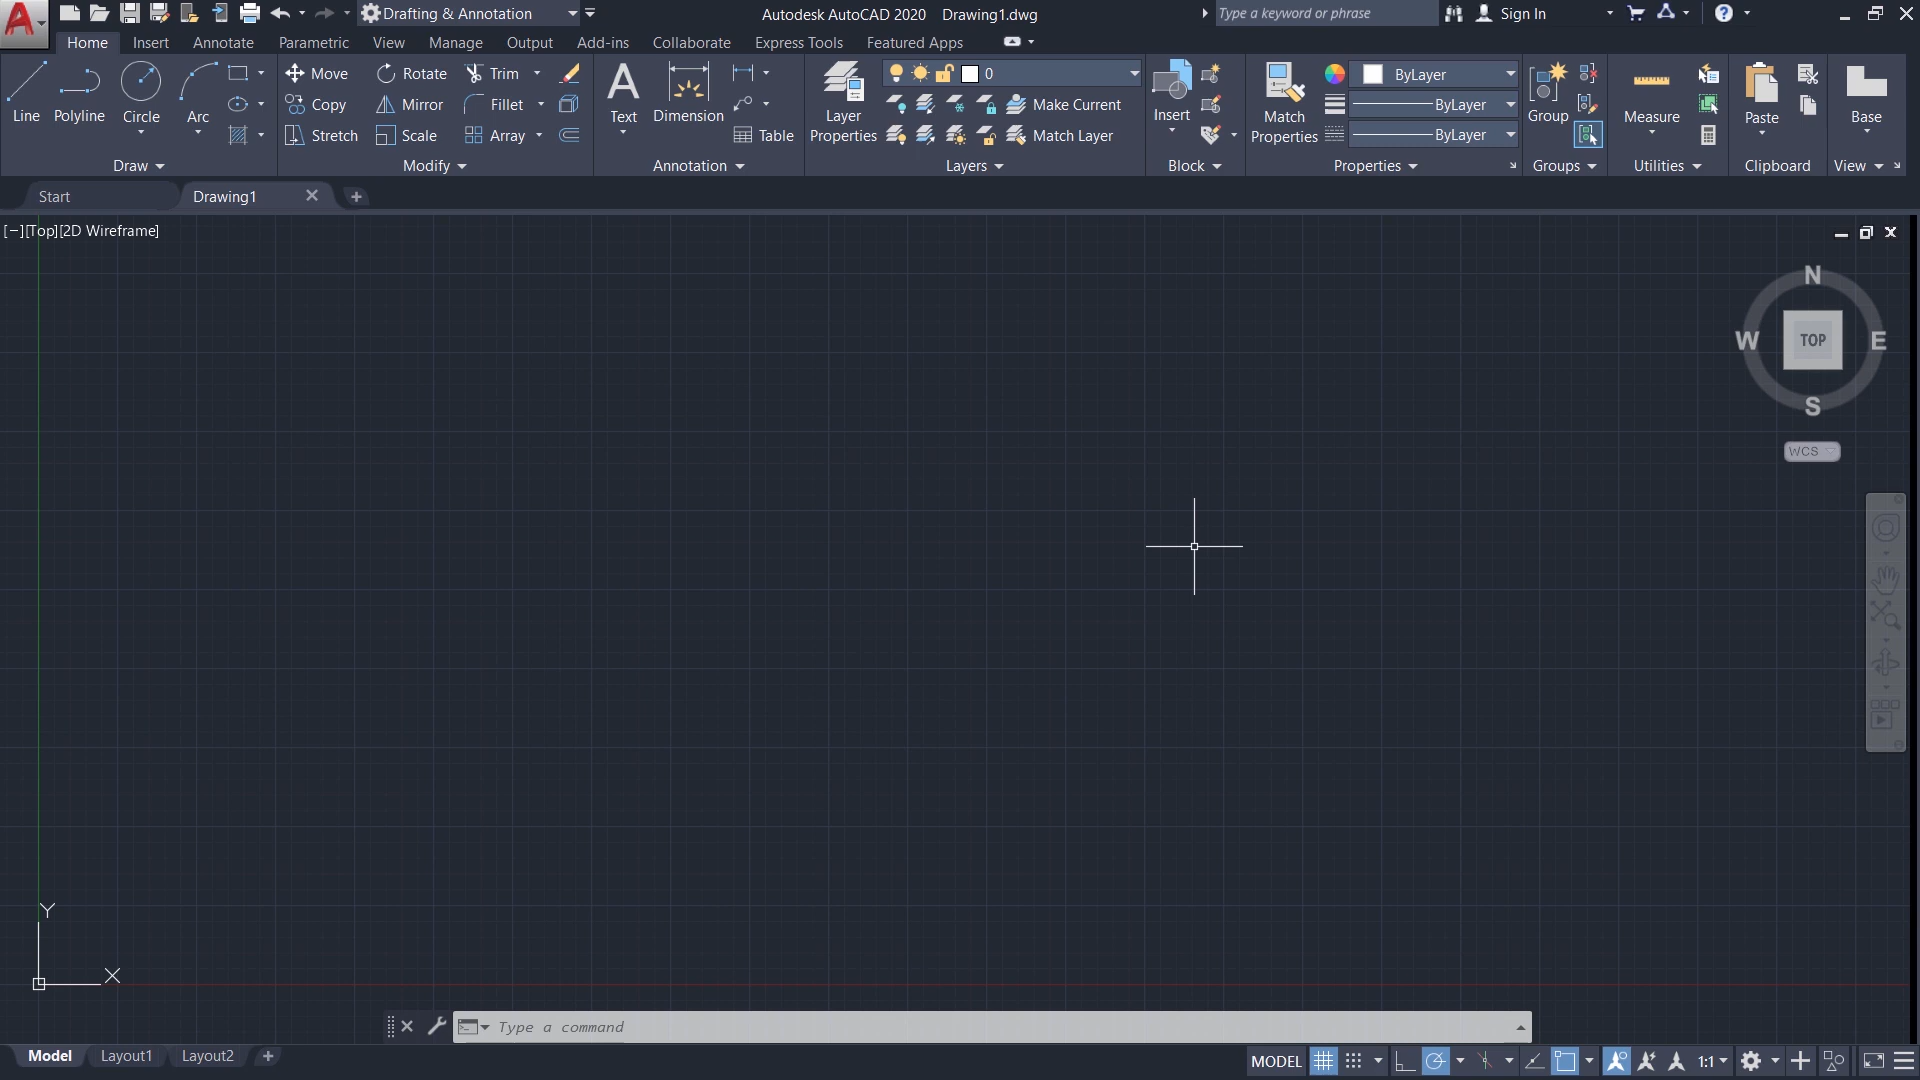 Drafting & Annotation
Autodesk AutoCAD 2020 Drawing1.dwg
Type a keyword or phrase
Sign In
Home Insert Annotate Parametric View Manage Output Add-ins Collaborate Express Tools Featured Apps
Line Polyline Circle Arc
Move Rotate Trim
Copy Mirror Fillet
Stretch Scale Array
Text Dimension
Table
Layer
Properties
0
Make Current
Match Layer
Insert
Match
Properties
ByLayer
ByLayer
ByLayer
Group
Measure
Paste
Base
Draw Modify Annotation Layers Block Properties Groups Utilities Clipboard View
Start Drawing1
[−][Top][2D Wireframe]
N
W TOP E
S
WCS
Y
X
Type a command
Model Layout1 Layout2
MODEL 1:1